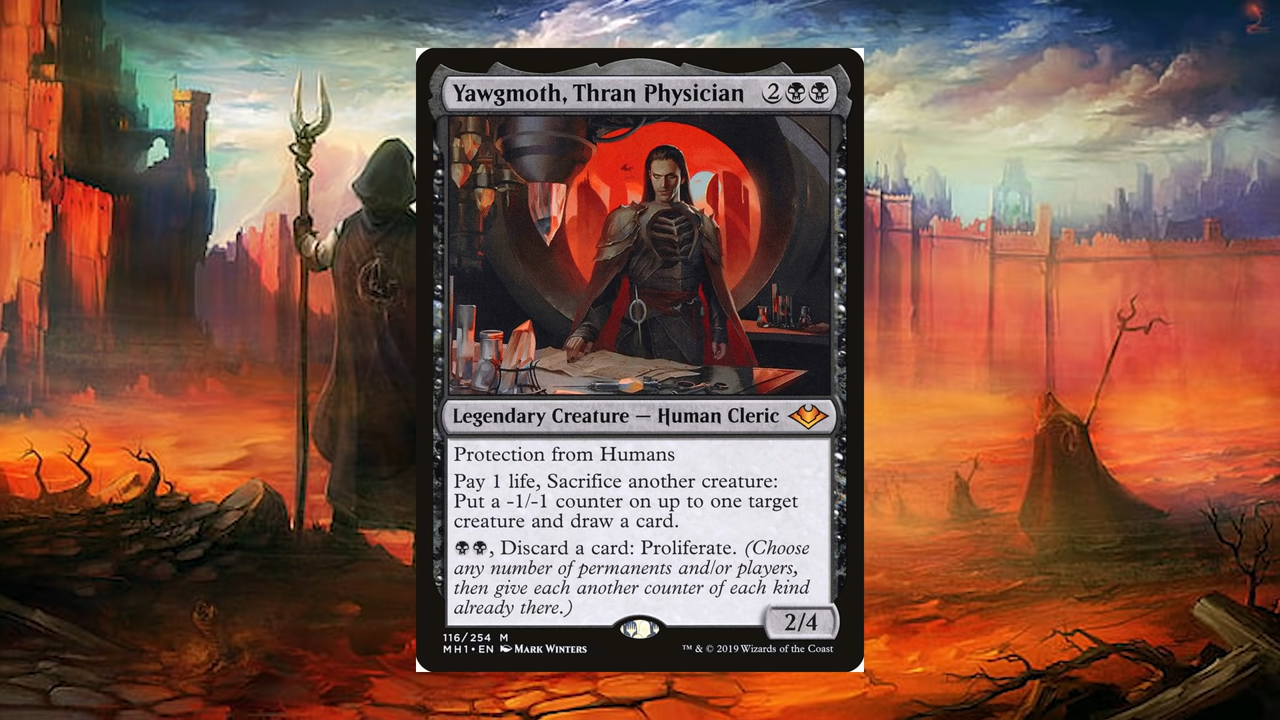 Yawgmoth, Thran Physician 2
Legendary Creature — Human Cleric
Protection from Humans
Pay 1 life, Sacrifice another creature:
Put a -1/-1 counter on up to one target
creature and draw a card.
, Discard a card: Proliferate. (Choose
any number of permanents and/or players,
then give each another counter of each kind
already there.)
2/4
116/254 M
MH1 • EN Mark Winters
™ & © 2019 Wizards of the Coast